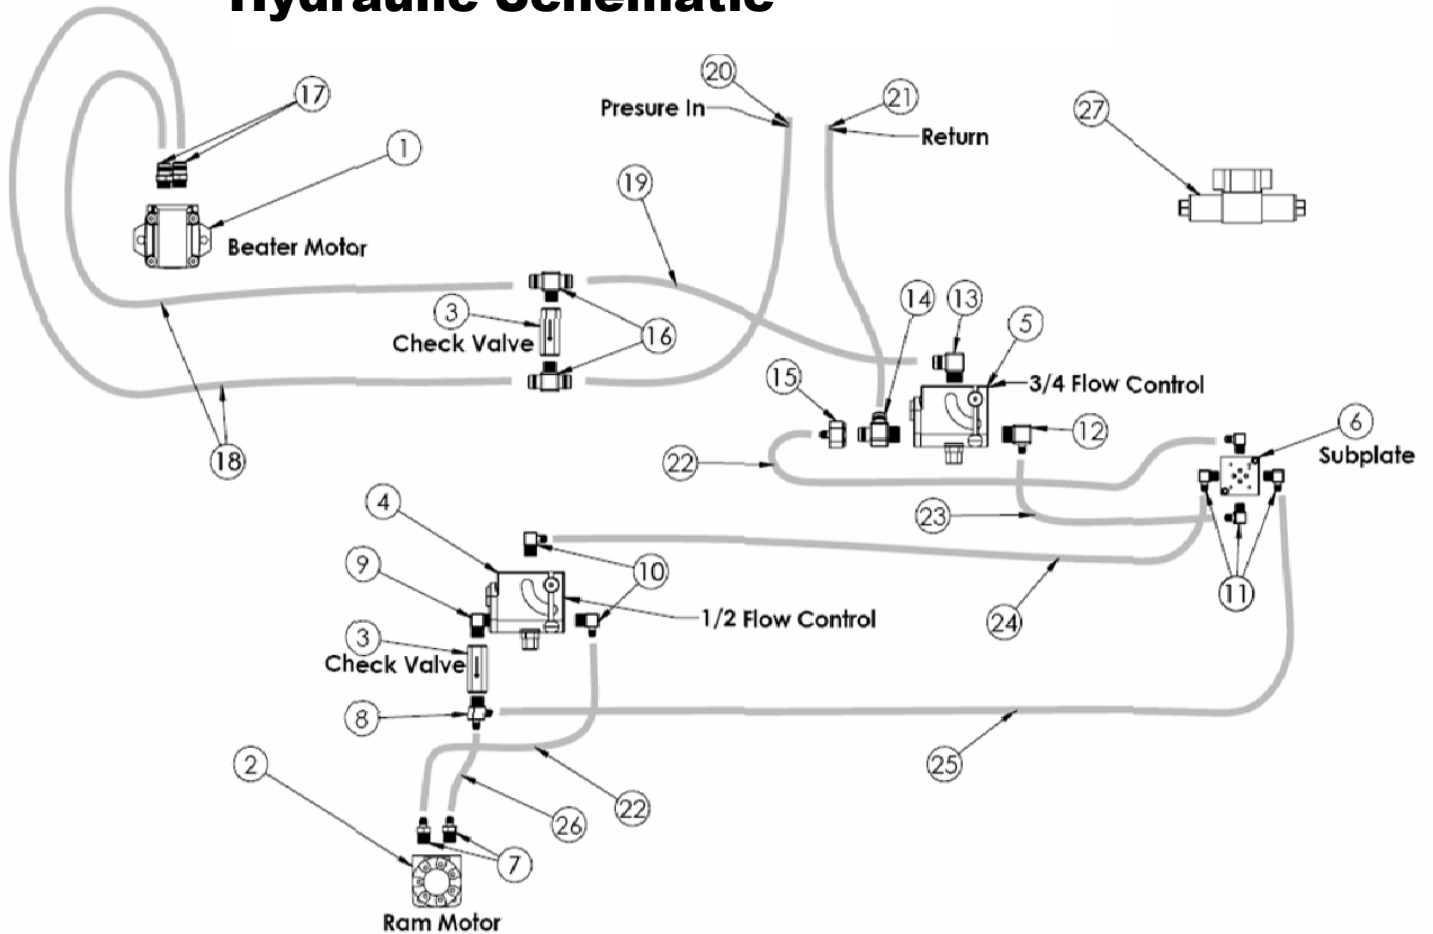 Hydraulic Schematic
20
17
21
Presure In
27
Return
1
19
Beater Motor
14
13
3
5
16
Check Valve
15
3/4 Flow Control
6
12
Subplate
18
22
4
23
9
10
11
1/2 Flow Control
24
3
Check Valve
8
2
25
22
26
7
Ram Motor